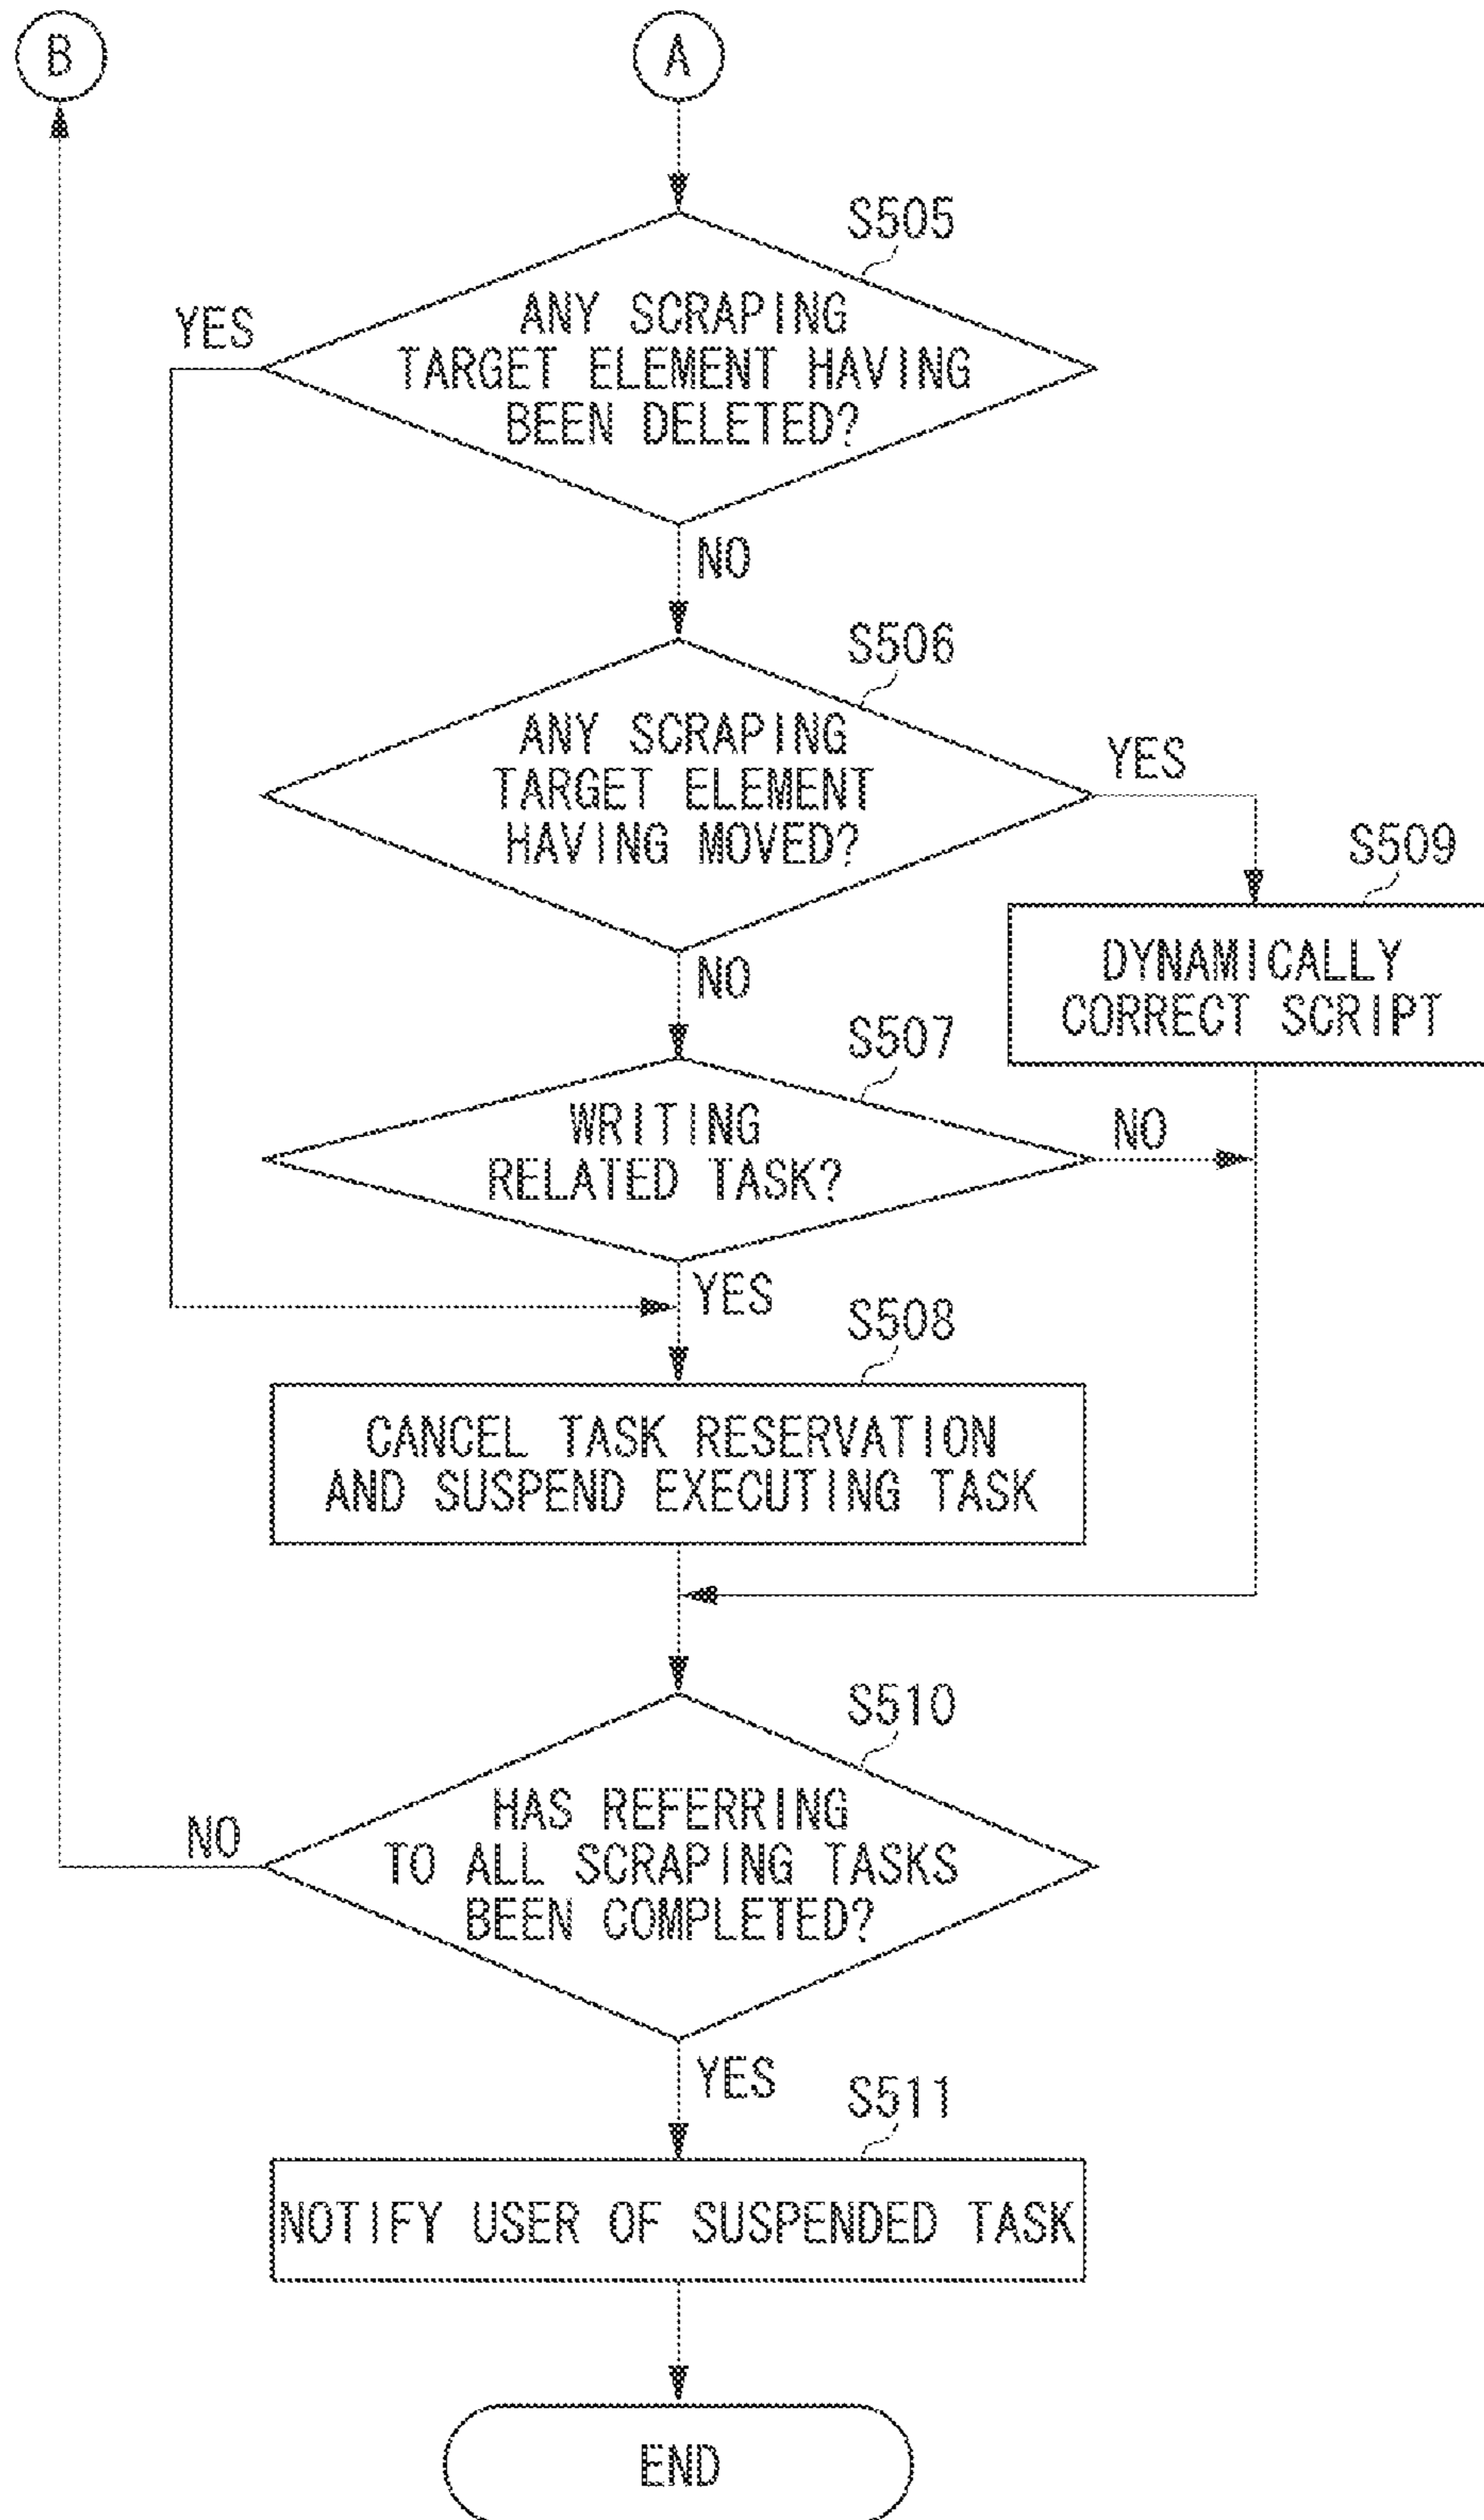 B
A
S505
YES
ANY SCRAPING
TARGET ELEMENT HAVING
BEEN DELETED?
NO
S506
ANY SCRAPING
TARGET ELEMENT
HAVING MOVED?
YES
S509
DYNAMICALLY
CORRECT SCRIPT
NO
S507
WRITING
RELATED TASK?
NO
YES
S508
CANCEL TASK RESERVATION
AND SUSPEND EXECUTING TASK
S510
HAS REFERRING
TO ALL SCRAPING TASKS
BEEN COMPLETED?
NO
YES
S511
NOTIFY USER OF SUSPENDED TASK
END